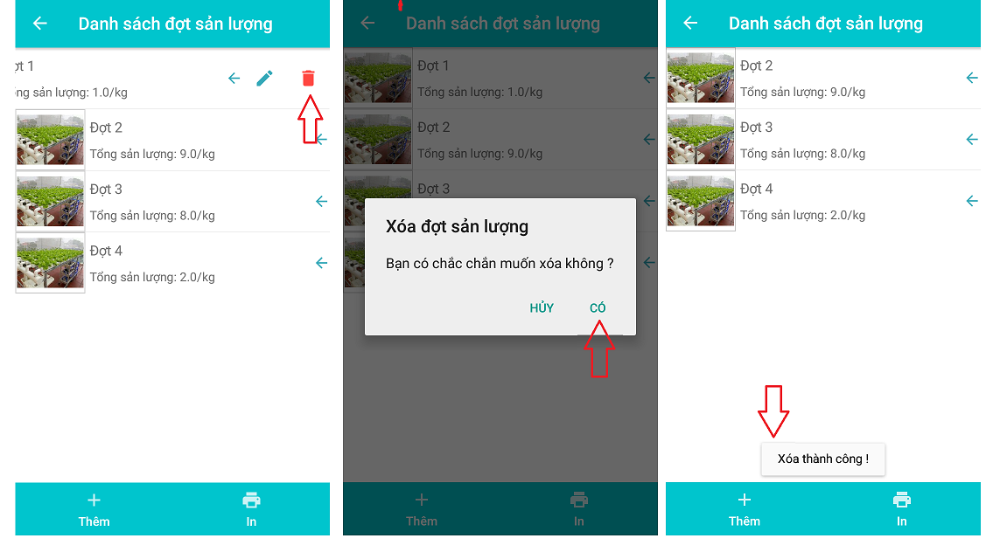 Danh sách đợt sản lượng
ợt 1
ng sản lượng: 1.0/kg
Đợt 2
Tổng sản lượng: 9.0/kg
Đợt 3
Tổng sản lượng: 8.0/kg
Đợt 4
Tổng sản lượng: 2.0/kg
Thêm
In
Danh sách đợt sản lượng
Đợt 1
Tổng sản lượng: 1.0/kg
Đợt 2
Tổng sản lượng: 9.0/kg
Đợt 3
Xóa đợt sản lượng
Bạn có chắc chắn muốn xóa không ?
HỦY
CÓ
Thêm
In
Danh sách đợt sản lượng
Đợt 2
Tổng sản lượng: 9.0/kg
Đợt 3
Tổng sản lượng: 8.0/kg
Đợt 4
Tổng sản lượng: 2.0/kg
Xóa thành công !
Thêm
In